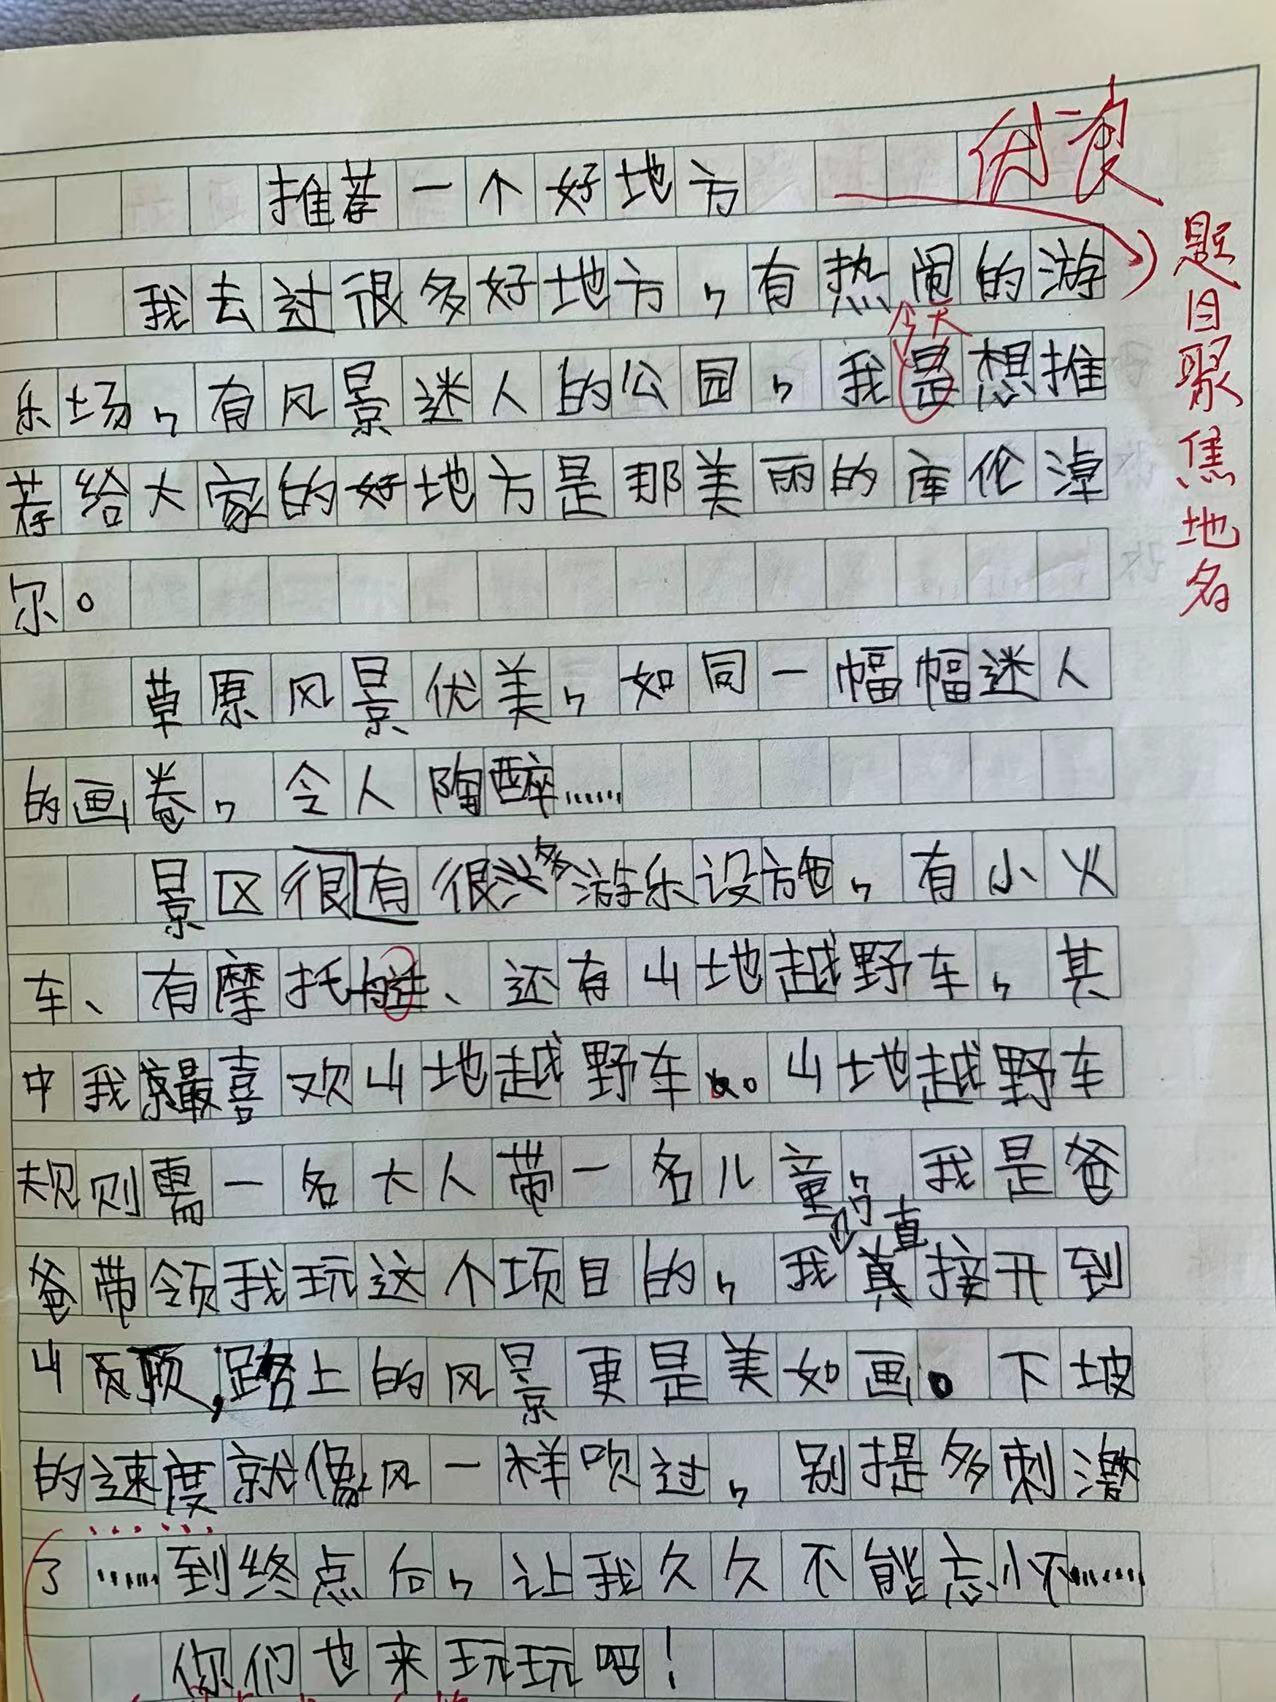 推荐一个好地方
优
题目聚焦地名
我去过很多好地方，有热闹的游
今天
乐场，有风景迷人的公园，我是想推
荐给大家的好地方是那美丽的库伦淖
尔。
草原风景优美，如同一幅幅迷人
的画卷，令人陶醉……
景区很有很多游乐设施，有小火
车、有摩托艇、还有山地越野车，其
中我最喜欢山地越野车。山地越野车
规则需一名大人带一名儿童，我是爸
直
爸带领我玩这个项目的，我真接开到
山顶，路上的风景更是美如画。下坡
的速度就像风一样吹过，别提多刺激
了……到终点后，让我久久不能忘怀……
你们也来玩玩吧！